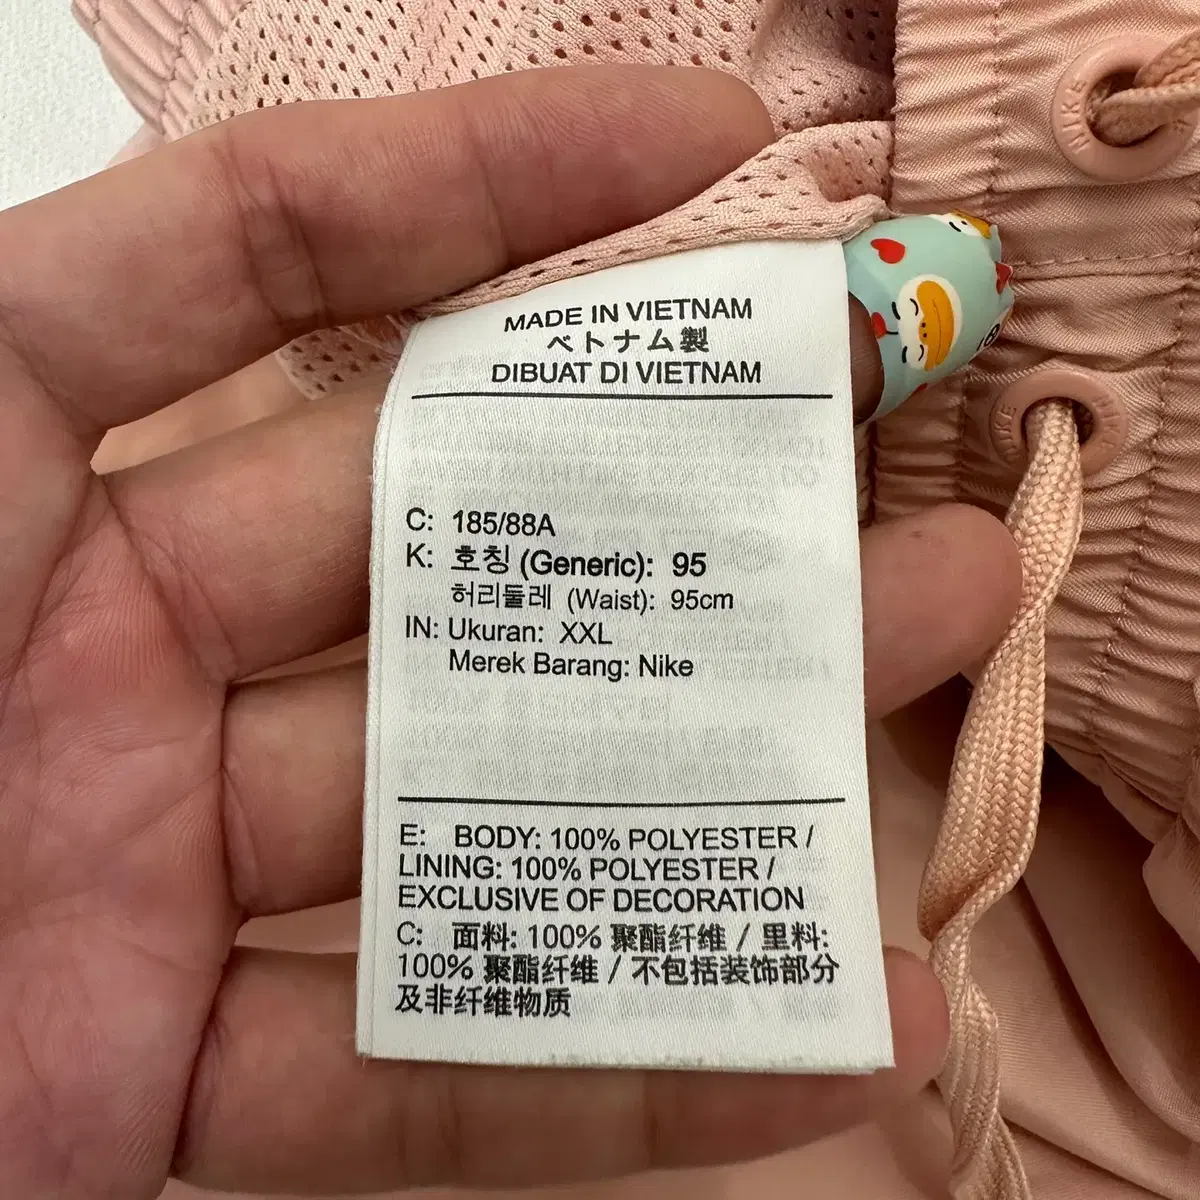 MADE IN VIETNAM
ベトナム製
DIBUAT DI VIETNAM
C: 185/88A
K: 호칭 (Generic): 95
허리둘레 (Waist): 95cm
IN: Ukuran: XXL
Merek Barang: Nike
E: BODY: 100% POLYESTER /
LINING: 100% POLYESTER /
EXCLUSIVE OF DECORATION
C: 面料: 100% 聚酯纤维 / 里料:
100% 聚酯纤维 / 不包括装饰部分
及非纤维物质
NIKE
NIKE
NIKE